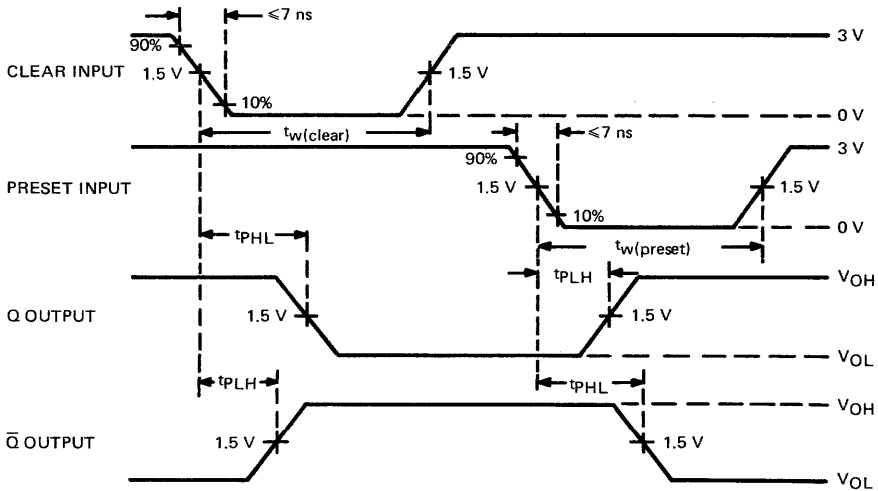 ≤7 ns
3 V
90%
CLEAR INPUT
1.5 V
1.5 V
10%
0 V
tw(clear)
≤7 ns
3 V
90%
PRESET INPUT
1.5 V
1.5 V
10%
0 V
tPHL
tw(preset)
tPLH
VOH
Q OUTPUT
1.5 V
1.5 V
VOL
tPLH
tPHL
VOH
Q̅ OUTPUT
1.5 V
1.5 V
VOL